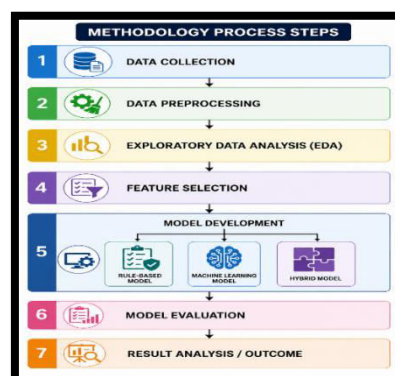 METHODOLOGY PROCESS STEPS
1 DATA COLLECTION
2 DATA PREPROCESSING
3 EXPLORATORY DATA ANALYSIS (EDA)
4 FEATURE SELECTION
MODEL DEVELOPMENT
5
RULE-BASED
MODEL
MACHINE LEARNING
MODEL
HYBRID MODEL
6 MODEL EVALUATION
7 RESULT ANALYSIS / OUTCOME